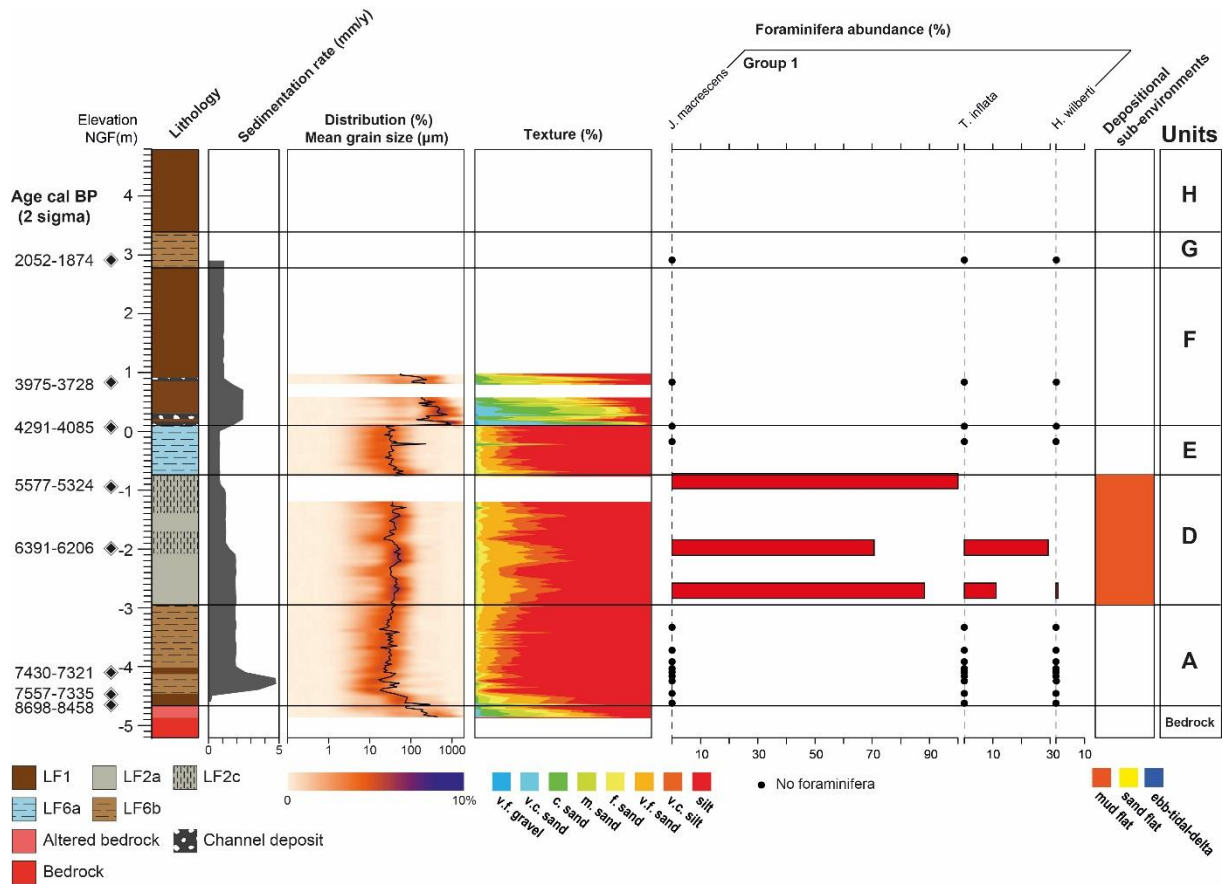 Foraminifera abundance (%)
Group 1
Elevation
NGF(m)
Lithology
Sedimentation rate (mm/y)
Distribution (%)
Mean grain size (µm)
Texture (%)
J. macrescens
T. inflata
H. wilberti
Depositional
sub-environments
Units
Age cal BP
(2 sigma)
4
3
2
1
0
-1
-2
-3
-4
-5
2052-1874
3975-3728
4291-4085
5577-5324
6391-6206
7430-7321
7557-7335
8698-8458
H
G
F
E
D
A
Bedrock
0 5
1 10 100 1000
10 30 50 70 90
10 30
10
LF1
LF2a
LF2c
LF6a
LF6b
Altered bedrock
Channel deposit
Bedrock
0 10%
v.f. gravel
v.c. sand
c. sand
m. sand
f. sand
v.f. sand
v.c. silt
silt
No foraminifera
mud flat
sand flat
ebb-tidal-delta